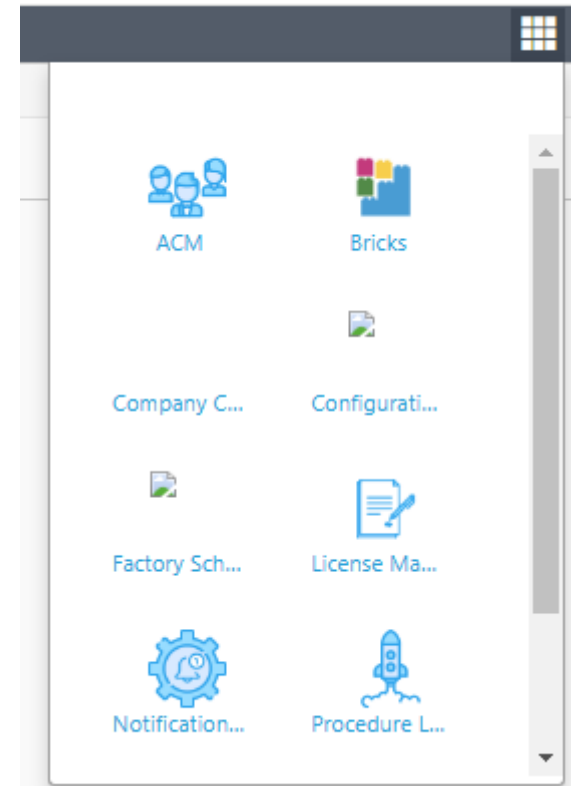 ACM
Bricks
Company C...
Configurati...
Factory Sch...
License Ma...
Notification...
Procedure L...